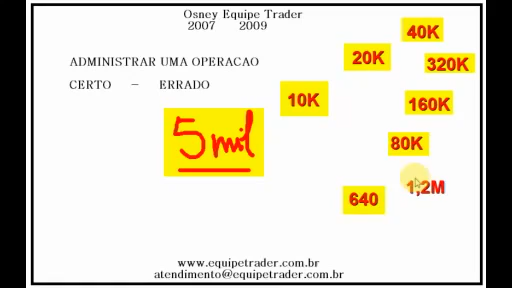 Osney Equipe Trader
2007 2009
ADMINISTRAR UMA OPERACAO
CERTO – ERRADO
5 mil
10K
20K
40K
320K
160K
80K
1,2M
640
www.equipetrader.com.br
atendimento@equipetrader.com.br